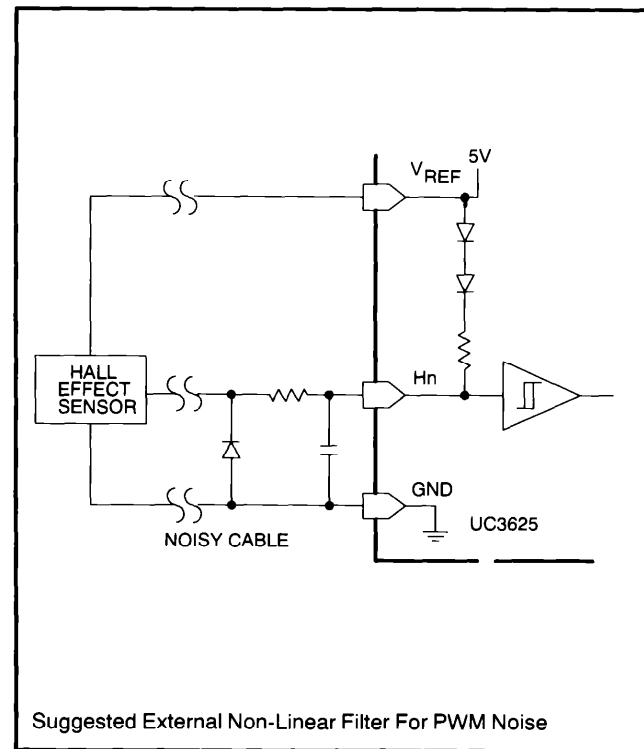 5V
VREF
HALL
EFFECT
SENSOR
Hn
GND
UC3625
NOISY CABLE
Suggested External Non-Linear Filter For PWM Noise